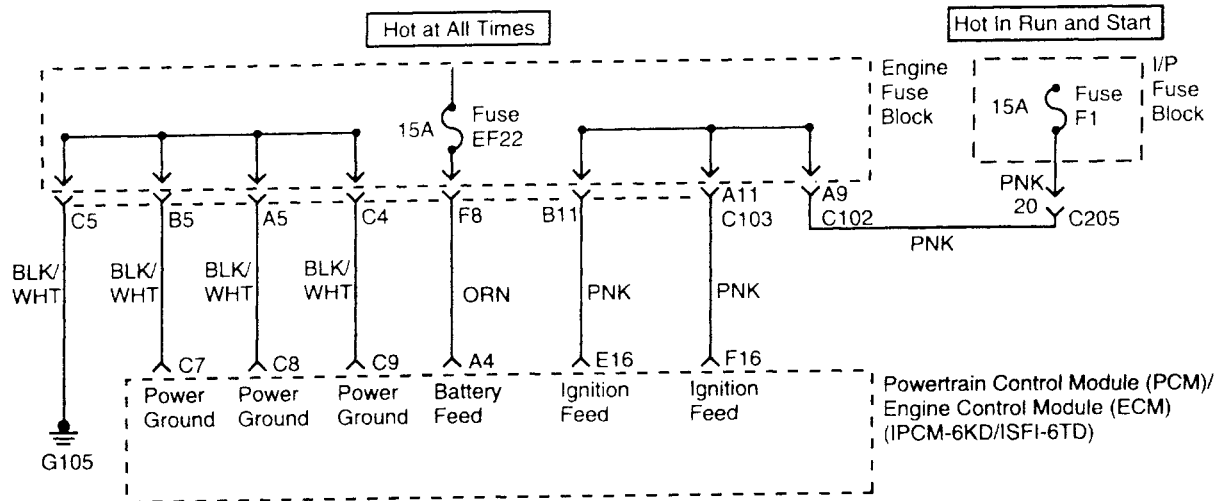 Hot at All Times
Hot In Run and Start
Engine
Fuse
Block
I/P
Fuse
Block
15A
Fuse
EF22
15A
Fuse
F1
C5
B5
A5
C4
F8
B11
A11
C103
A9
C102
PNK
20
C205
PNK
BLK/
WHT
BLK/
WHT
BLK/
WHT
BLK/
WHT
ORN
PNK
PNK
C7
C8
C9
A4
E16
F16
Power
Ground
Power
Ground
Power
Ground
Battery
Feed
Ignition
Feed
Ignition
Feed
Powertrain Control Module (PCM)/
Engine Control Module (ECM)
(IPCM-6KD/ISFI-6TD)
G105